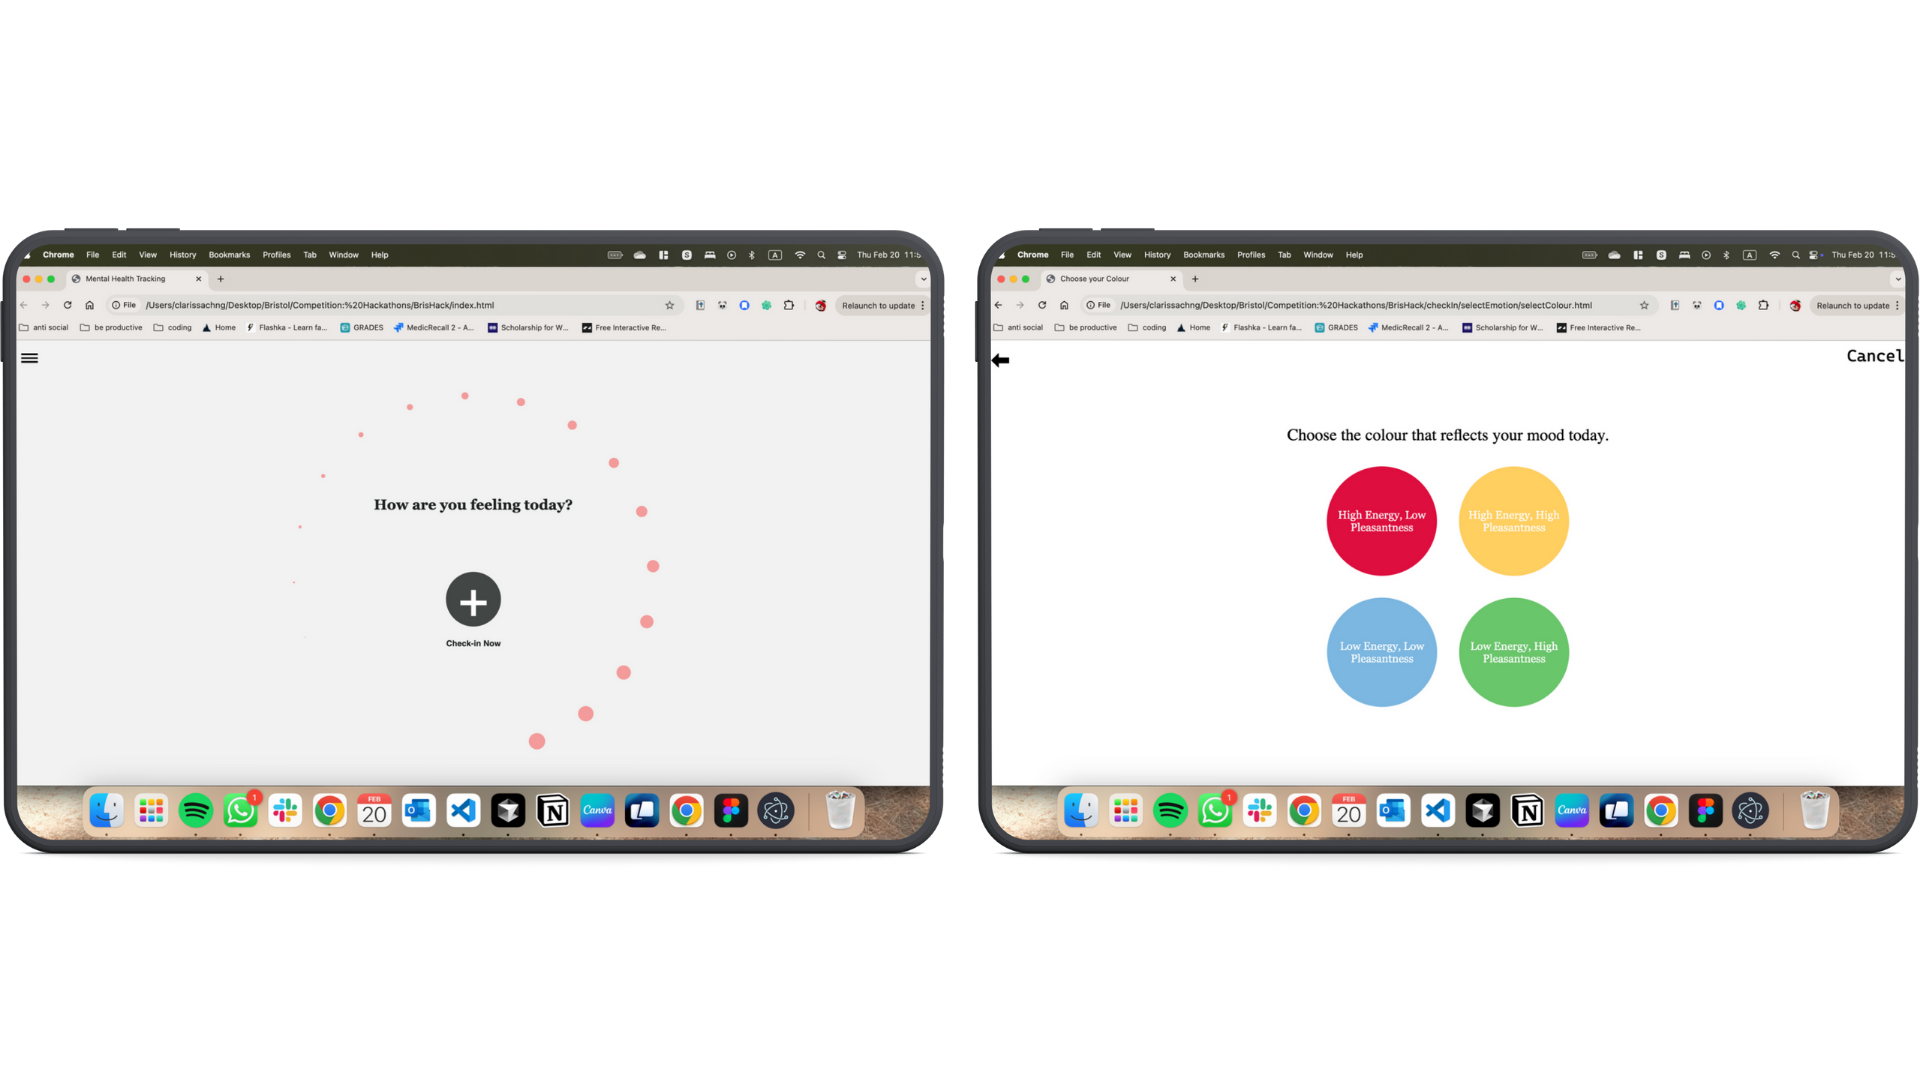 Chrome File Edit View History Bookmarks Profiles Tab Window Help
A
Thu Feb 20 11:5
Mental Health Tracking
File /Users/clarissachng/Desktop/Bristol/Competition:%20Hackathons/BrisHack/index.html
Relaunch to update
anti social be productive coding Home Flashka - Learn fa... GRADES MedicRecall 2 - A... Scholarship for W... Free Interactive Re...
How are you feeling today?
Check-in Now
1
FEB
20
Canva
Chrome File Edit View History Bookmarks Profiles Tab Window Help
A
Thu Feb 20 11:5
Choose your Colour
File /Users/clarissachng/Desktop/Bristol/Competition:%20Hackathons/BrisHack/checkIn/selectEmotion/selectColour.html
Relaunch to update
anti social be productive coding Home Flashka - Learn fa... GRADES MedicRecall 2 - A... Scholarship for W... Free Interactive Re...
Cancel
Choose the colour that reflects your mood today.
High Energy, Low
Pleasantness
High Energy, High
Pleasantness
Low Energy, Low
Pleasantness
Low Energy, High
Pleasantness
1
FEB
20
Canva